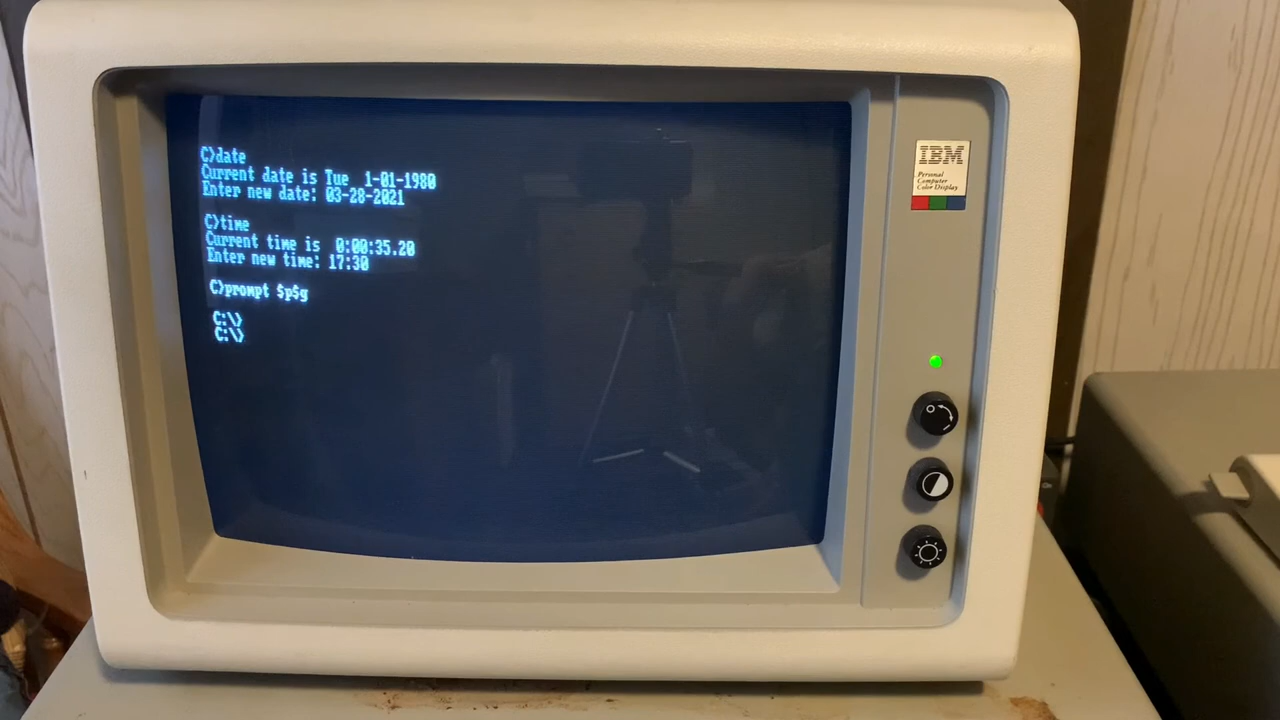 C>date
Current date is Tue  1-01-1980
Enter new date: 03-28-2021
C>time
Current time is  0:00:35.20
Enter new time: 17:30
C>prompt $p$g
C:\>
C:\>
IBM
Personal
Computer
Color Display